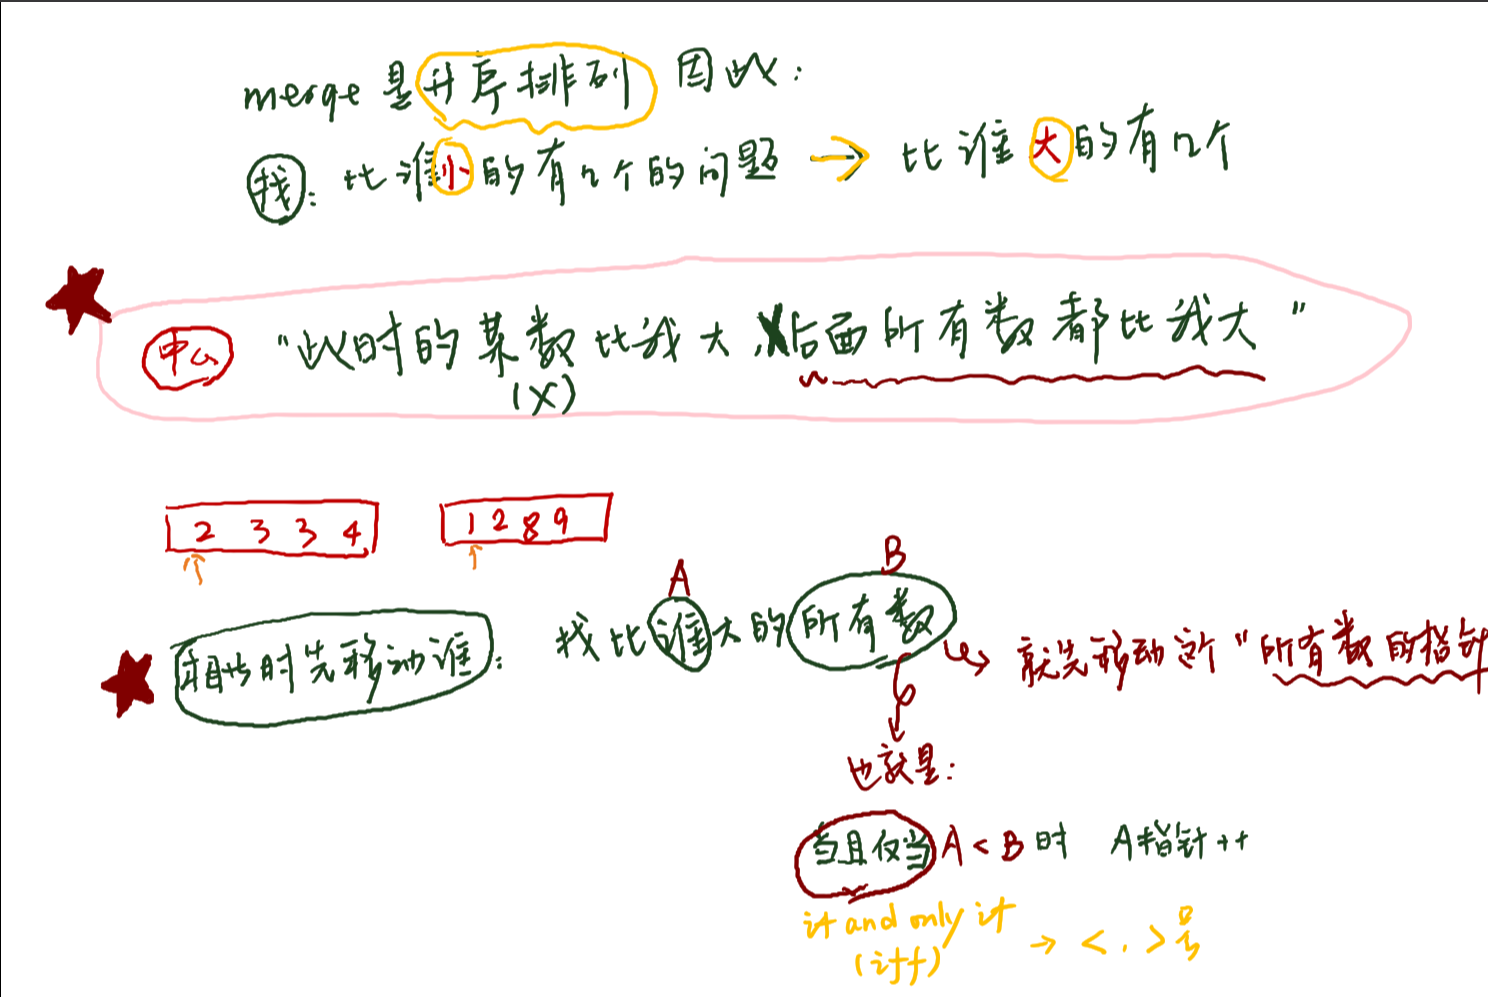 merge 是升序排列 因此：
找：比谁小的有几个的问题 → 比谁大的有几个
中心 "此时的某数比我大，后面所有数都比我大"
(x)
2 3 3 4 1 2 8 9
A B
相当时先移动谁：找比谁大的所有数 → 就先移动这个"所有数的指针
也就是：
当且仅当 A < B 时 A指针++
if and only if → < . > 号
(iff)